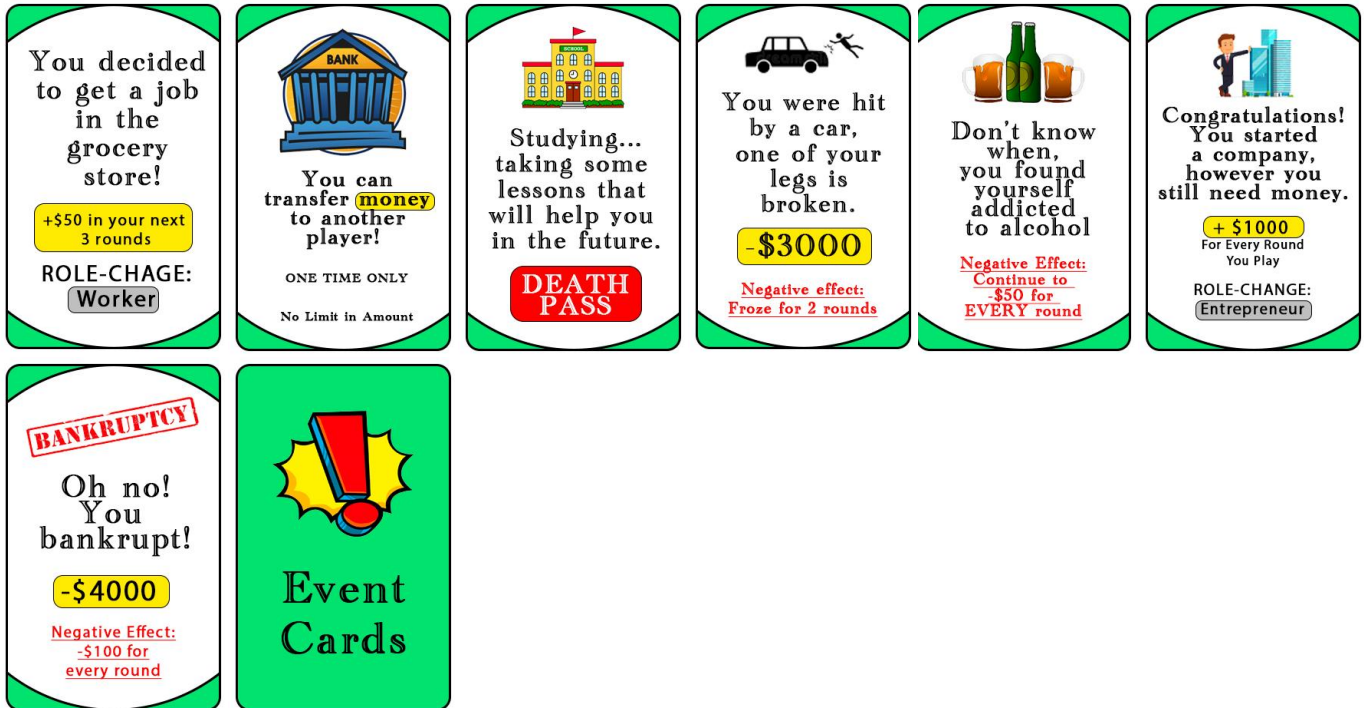 You decided
to get a job
in the
grocery
store!
+$50 in your next
3 rounds
ROLE-CHAGE:
Worker
BANK
You can
transfer money
to another
player!
ONE TIME ONLY
No Limit in Amount
SCHOOL
Studying...
taking some
lessons that
will help you
in the future.
DEATH
PASS
You were hit
by a car,
one of your
legs is
broken.
-$3000
Negative effect:
Froze for 2 rounds
Don't know
when,
you found
yourself
addicted
to alcohol
Negative Effect:
Continue to
-$50 for
EVERY round
Congratulations!
You started
a company,
however you
still need money.
+ $1000
For Every Round
You Play
ROLE-CHANGE:
Entrepreneur
BANKRUPTCY
Oh no!
You
bankrupt!
-$4000
Negative Effect:
-$100 for
every round
Event
Cards